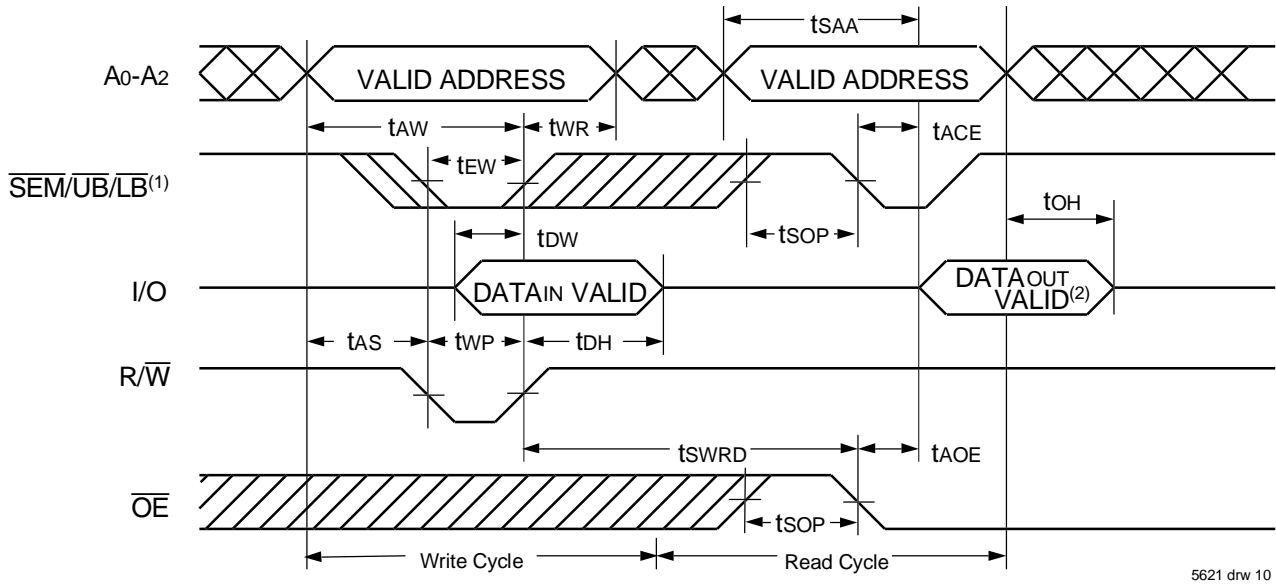 tSAA
A0-A2
VALID ADDRESS
VALID ADDRESS
tAW
tWR
tACE
tEW
SEM/UB/LB(1)
tOH
tSOP
tDW
I/O
DATAIN VALID
DATAOUT
VALID(2)
tAS
tWP
tDH
R/W
tSWRD
tAOE
OE
tSOP
Write Cycle
Read Cycle
5621 drw 10